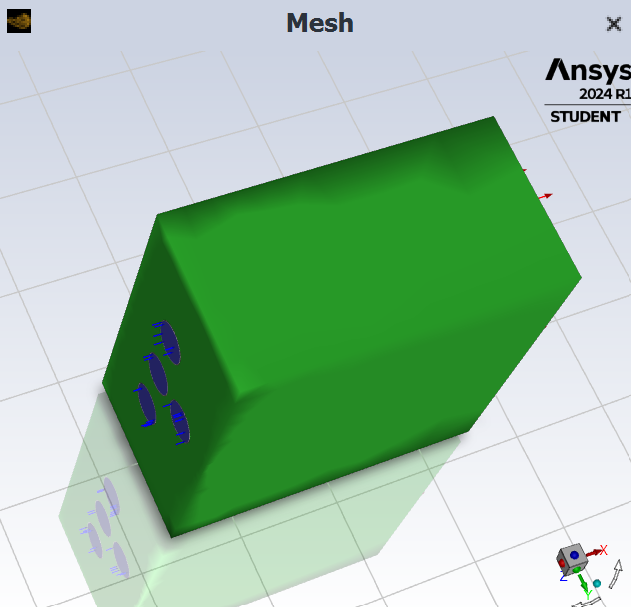 Mesh
Ansys
2024 R1
STUDENT
X
Z
Y